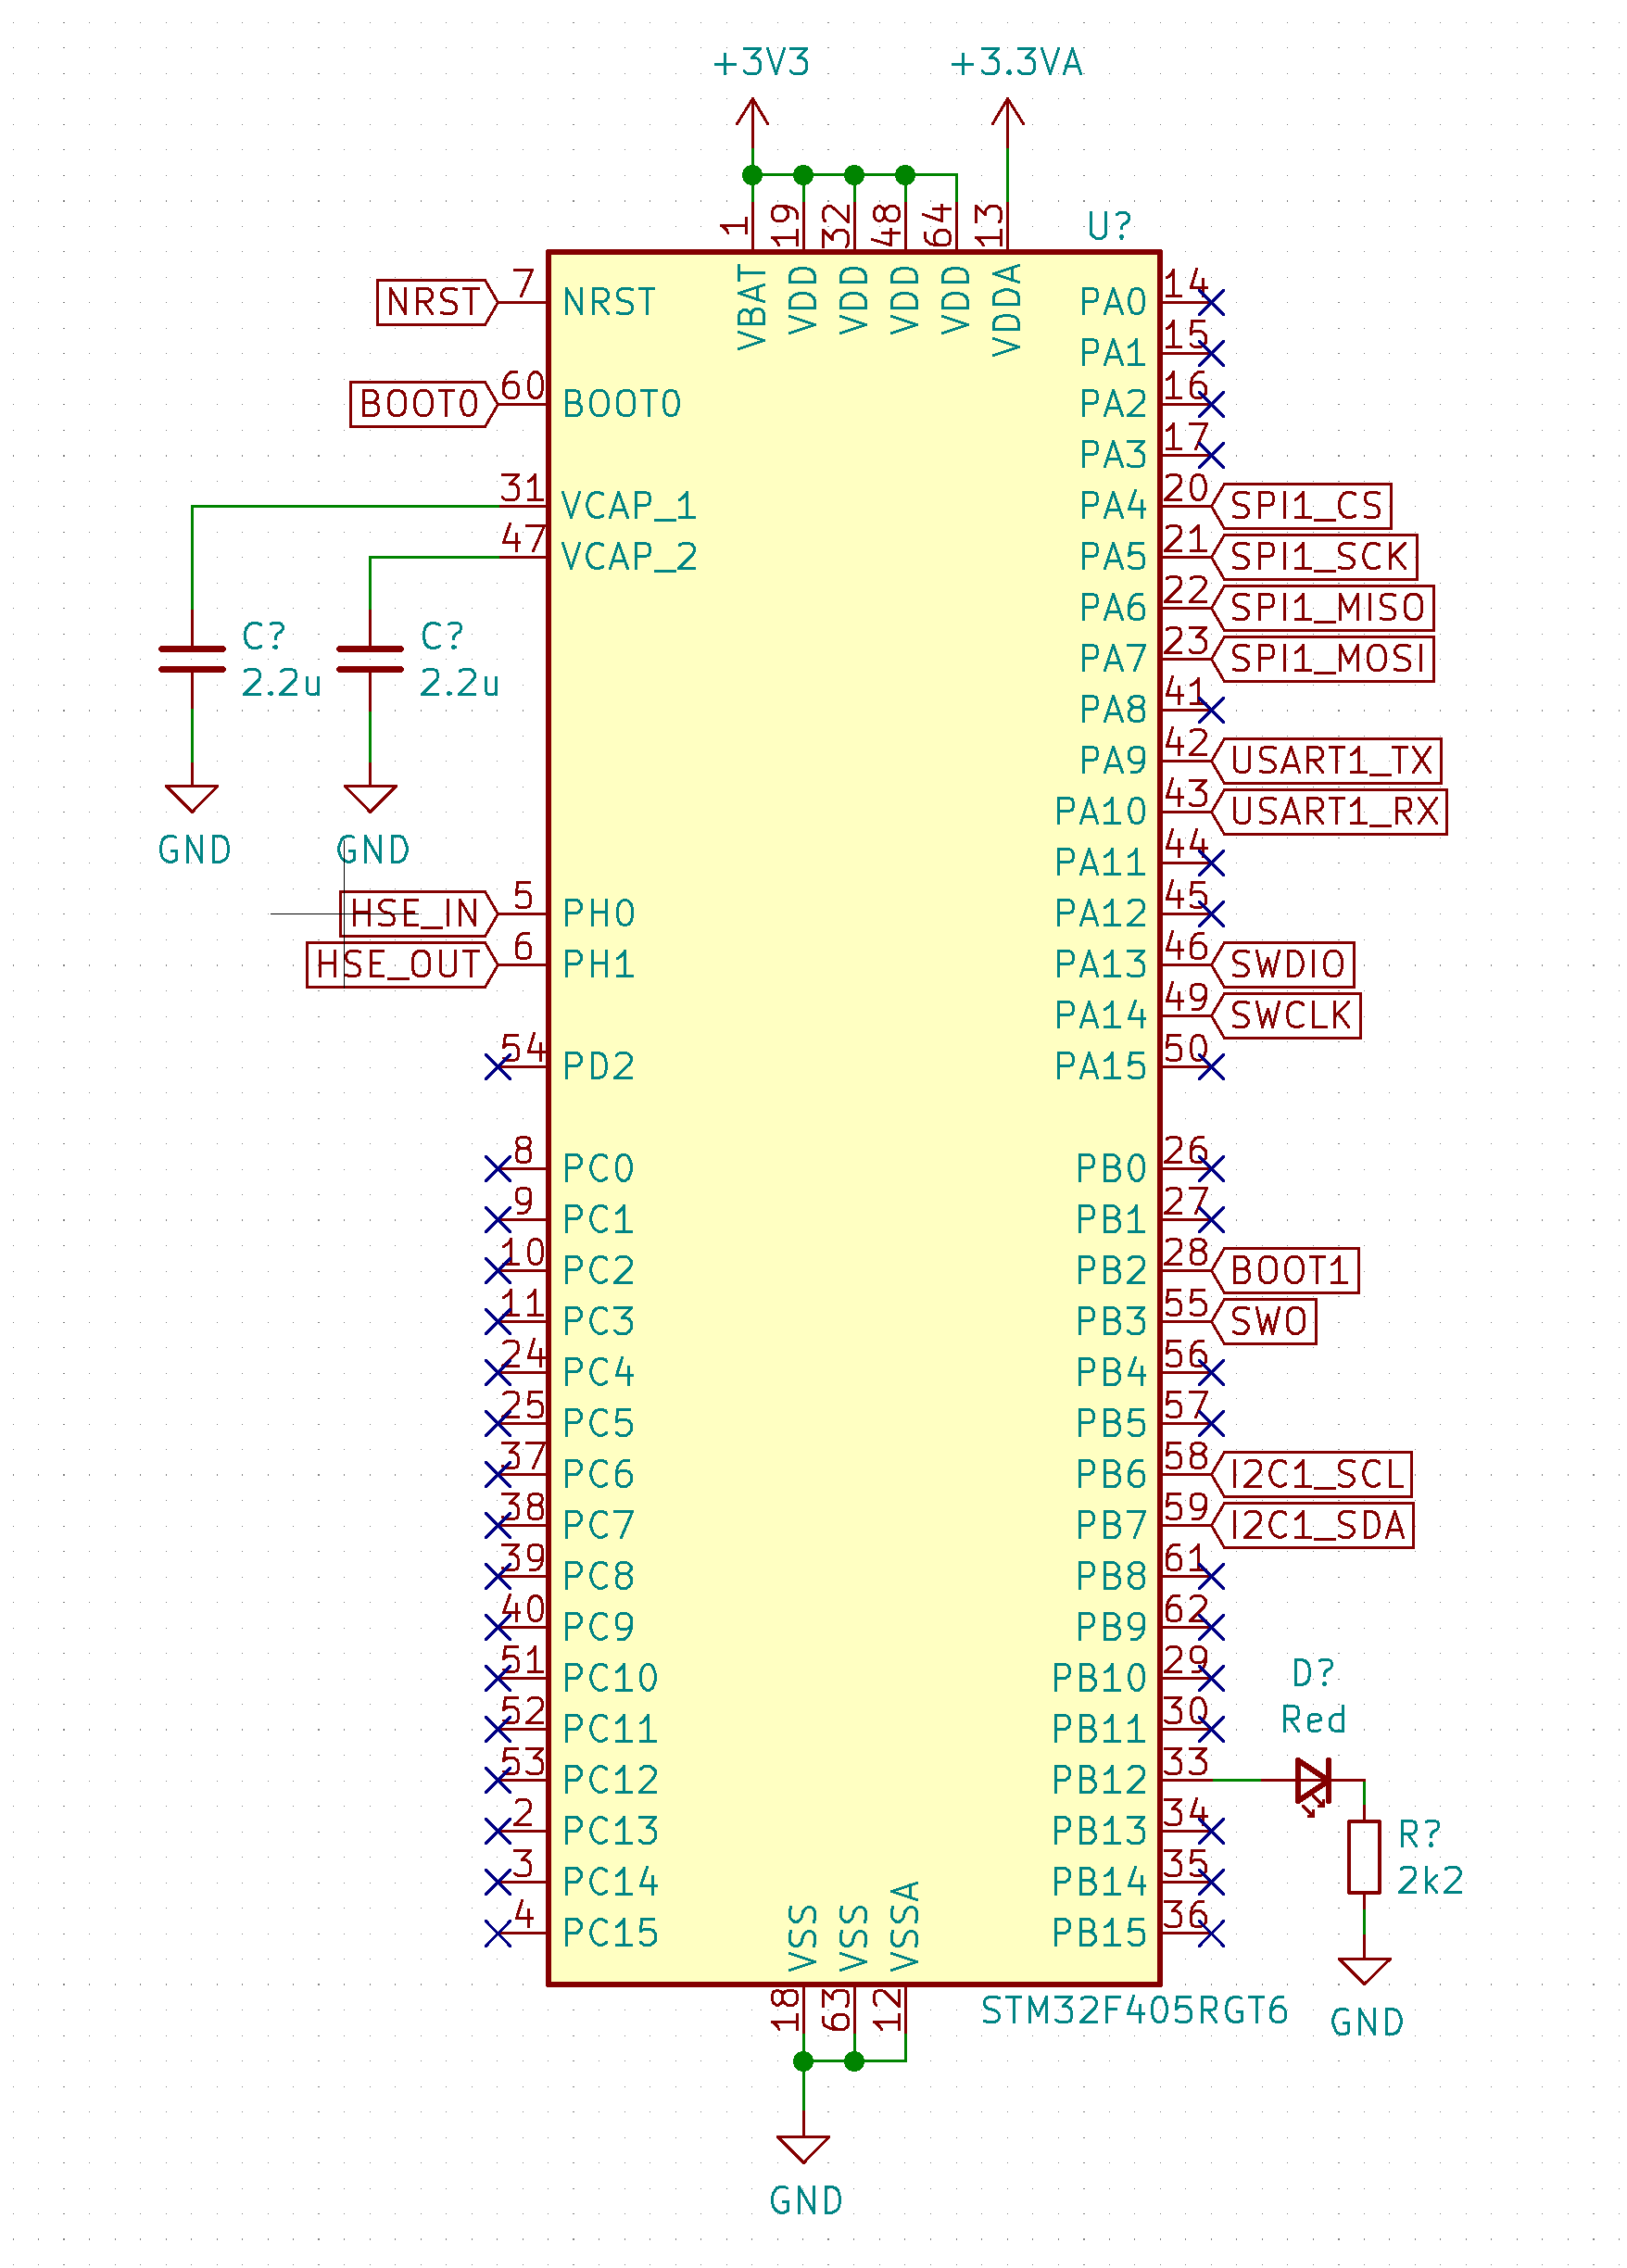 +3V3 +3.3VA
1 19 32 48 64 13
U?
VBAT VDD VDD VDD VDD VDDA
NRST 7 NRST PA0 14
PA1 15
BOOT0 60 BOOT0 PA2 16
PA3 17
31 VCAP_1 PA4 20 SPI1_CS
47 VCAP_2 PA5 21 SPI1_SCK
PA6 22 SPI1_MISO
C? C?
2.2u 2.2u
PA7 23 SPI1_MOSI
PA8 41
PA9 42 USART1_TX
PA10 43 USART1_RX
GND GND
PA11 44
HSE_IN 5 PH0 PA12 45
HSE_OUT 6 PH1 PA13 46 SWDIO
PA14 49 SWCLK
54 PD2 PA15 50
8 PC0 PB0 26
9 PC1 PB1 27
10 PC2 PB2 28 BOOT1
11 PC3 PB3 55 SWO
24 PC4 PB4 56
25 PC5 PB5 57
37 PC6 PB6 58 I2C1_SCL
38 PC7 PB7 59 I2C1_SDA
39 PC8 PB8 61
40 PC9 PB9 62
51 PC10 PB10 29
D?
Red
52 PC11 PB11 30
53 PC12 PB12 33
2 PC13 PB13 34
R?
2k2
3 PC14 PB14 35
4 PC15 PB15 36
VSS VSS VSSA
18 63 12
STM32F405RGT6
GND
GND